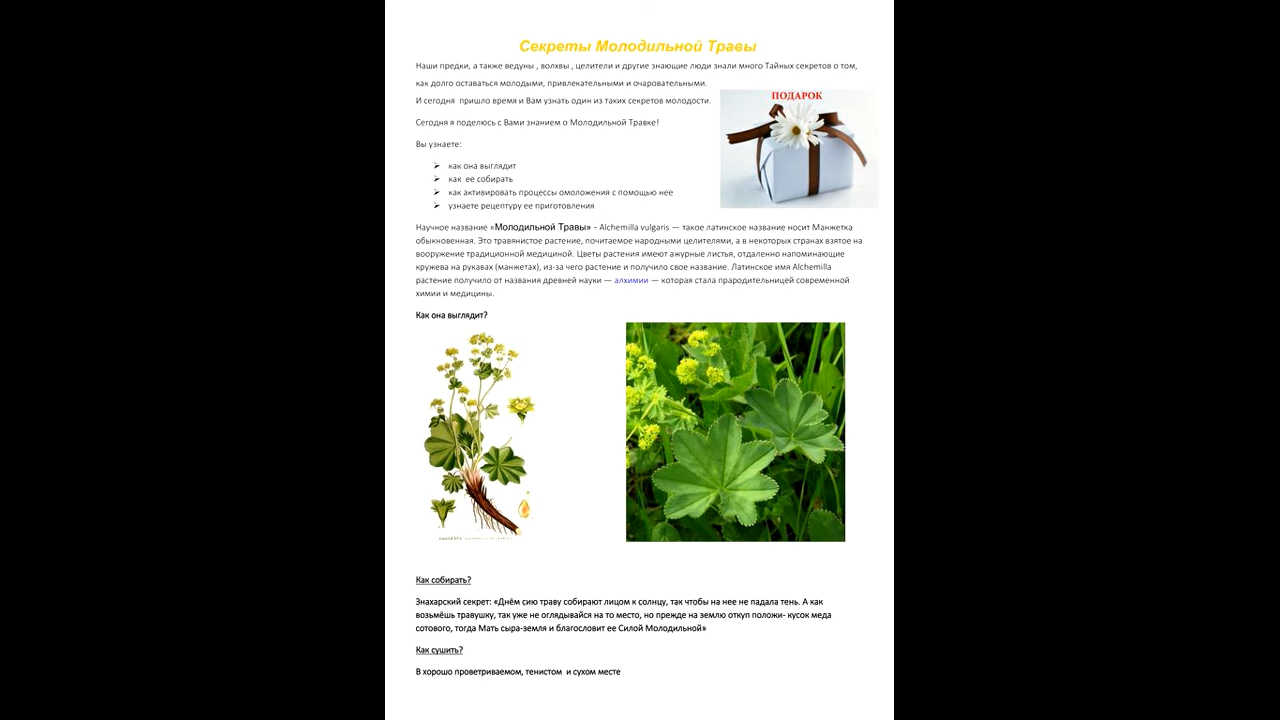 Секреты Молодильной Травы
Наши предки, а также ведуны , волхвы , целители и другие знающие люди знали много Тайных секретов о том,
как долго оставаться молодыми, привлекательными и очаровательными.
И сегодня  пришло время и Вам узнать один из таких секретов молодости.
ПОДАРОК
Сегодня я поделюсь с Вами знанием о Молодильной Травке!
Вы узнаете:
➢ как она выглядит
➢ как  ее собирать
➢ как активировать процессы омоложения с помощью нее
➢ узнаете рецептуру ее приготовления
Научное название «Молодильной Травы» - Alchemilla vulgaris — такое латинское название носит Манжетка
обыкновенная. Это травянистое растение, почитаемое народными целителями, а в некоторых странах взятое на
вооружение традиционной медициной. Цветы растения имеют ажурные листья, отдаленно напоминающие
кружева на рукавах (манжетах), из-за чего растение и получило свое название. Латинское имя Alchemilla
растение получило от названия древней науки — алхимии — которая стала прародительницей современной
химии и медицины.
Как она выглядит?
Как собирать?
Знахарский секрет: «Днём сию траву собирают лицом к солнцу, так чтобы на нее не падала тень. А как
возьмёшь травушку, так уже не оглядывайся на то место, но прежде на землю откуп положи- кусок меда
сотового, тогда Мать сыра-земля и благословит ее Силой Молодильной»
Как сушить?
В хорошо проветриваемом, тенистом  и сухом месте